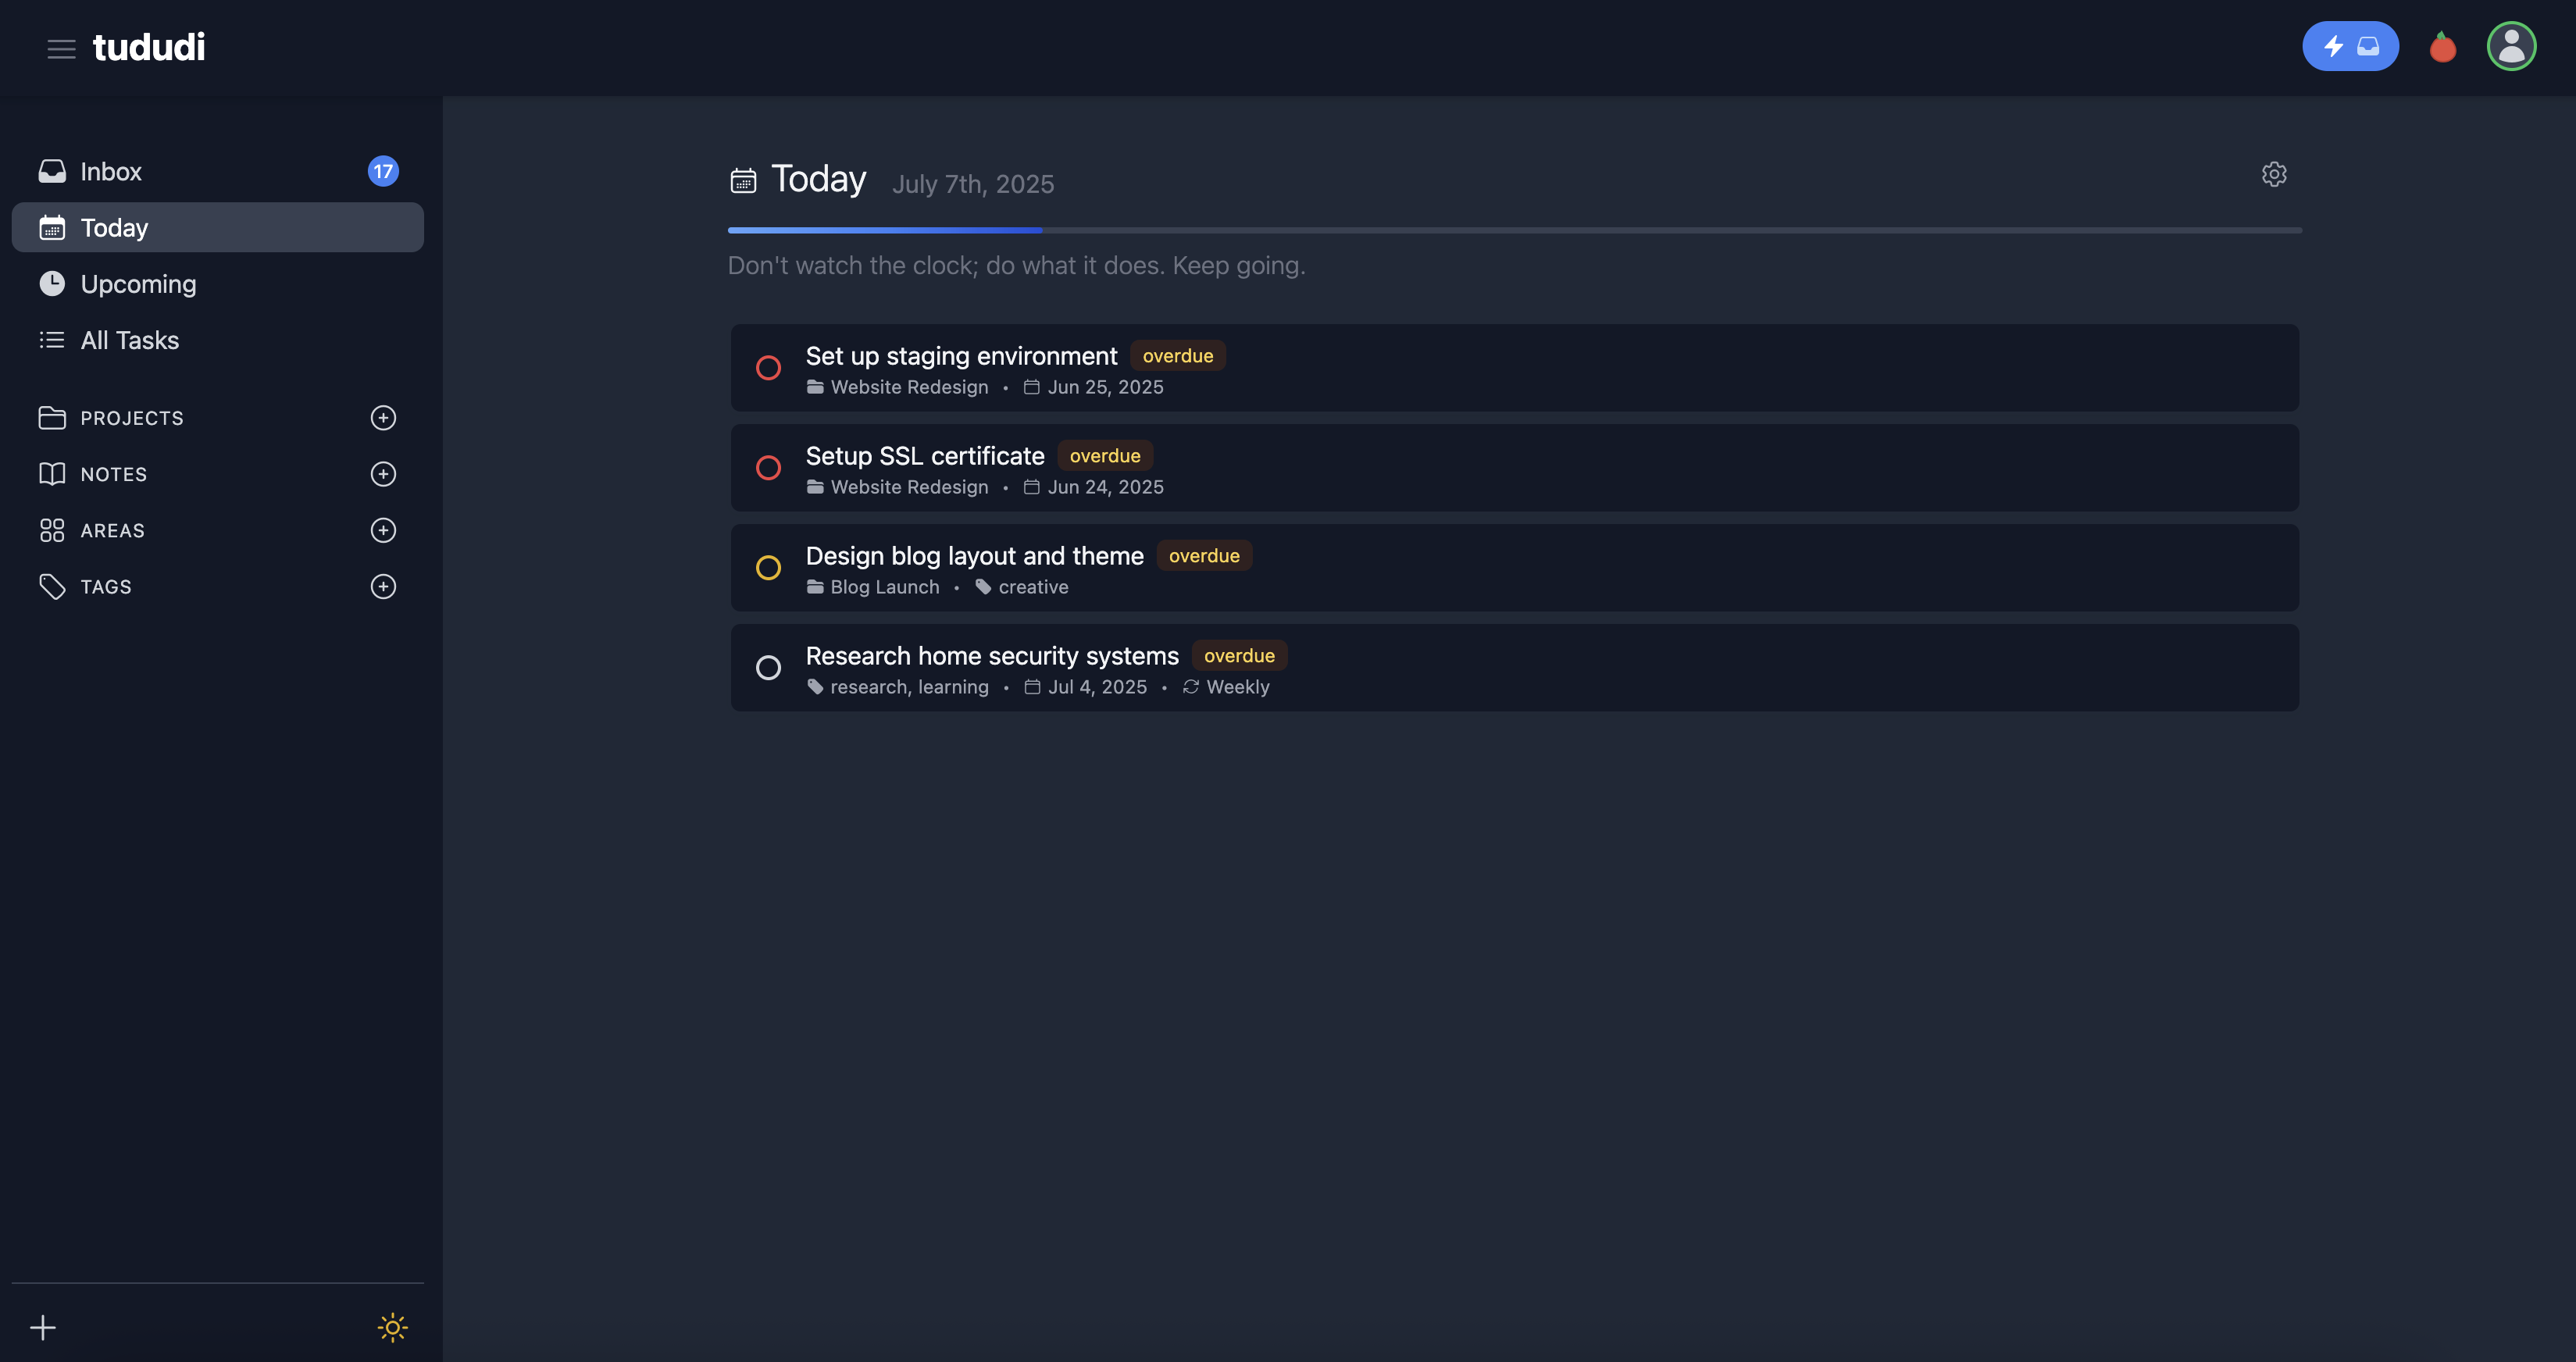 tududi
Inbox 17
Today
Upcoming
All Tasks
PROJECTS
NOTES
AREAS
TAGS
Today July 7th, 2025
Don't watch the clock; do what it does. Keep going.
Set up staging environment overdue
Website Redesign • Jun 25, 2025
Setup SSL certificate overdue
Website Redesign • Jun 24, 2025
Design blog layout and theme overdue
Blog Launch • creative
Research home security systems overdue
research, learning • Jul 4, 2025 • Weekly